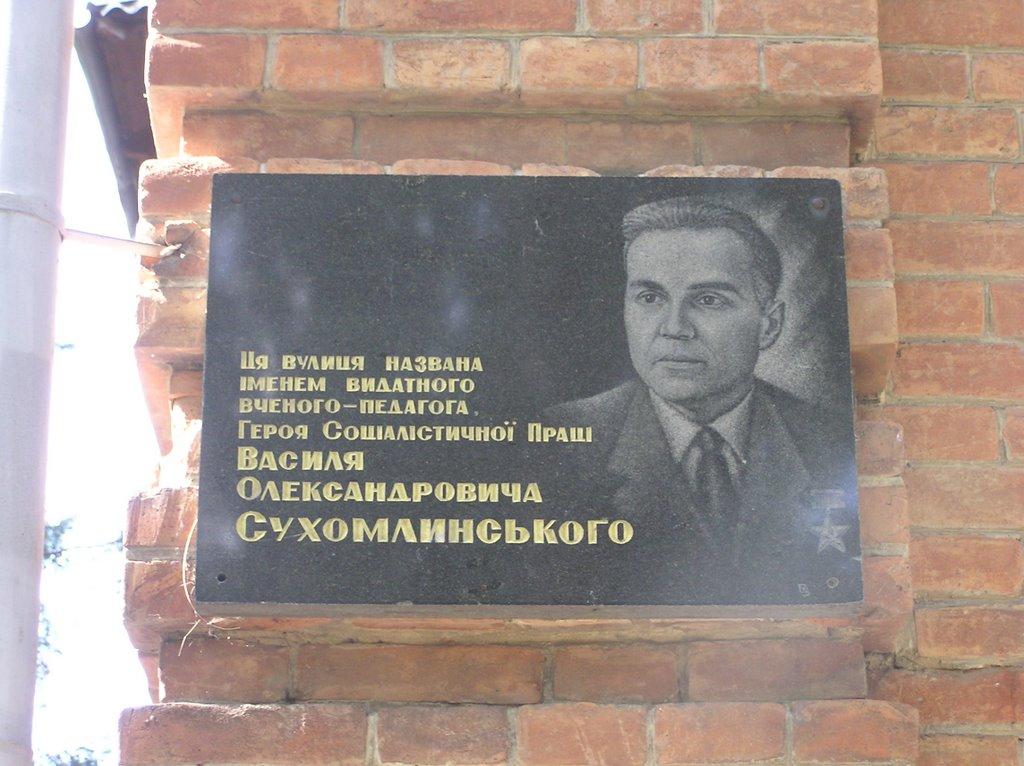 Ця вулиця названа
іменем видатного
вченого-педагога,
Героя Соціалістичної Праці
Василя
Олександровича
Сухомлинського